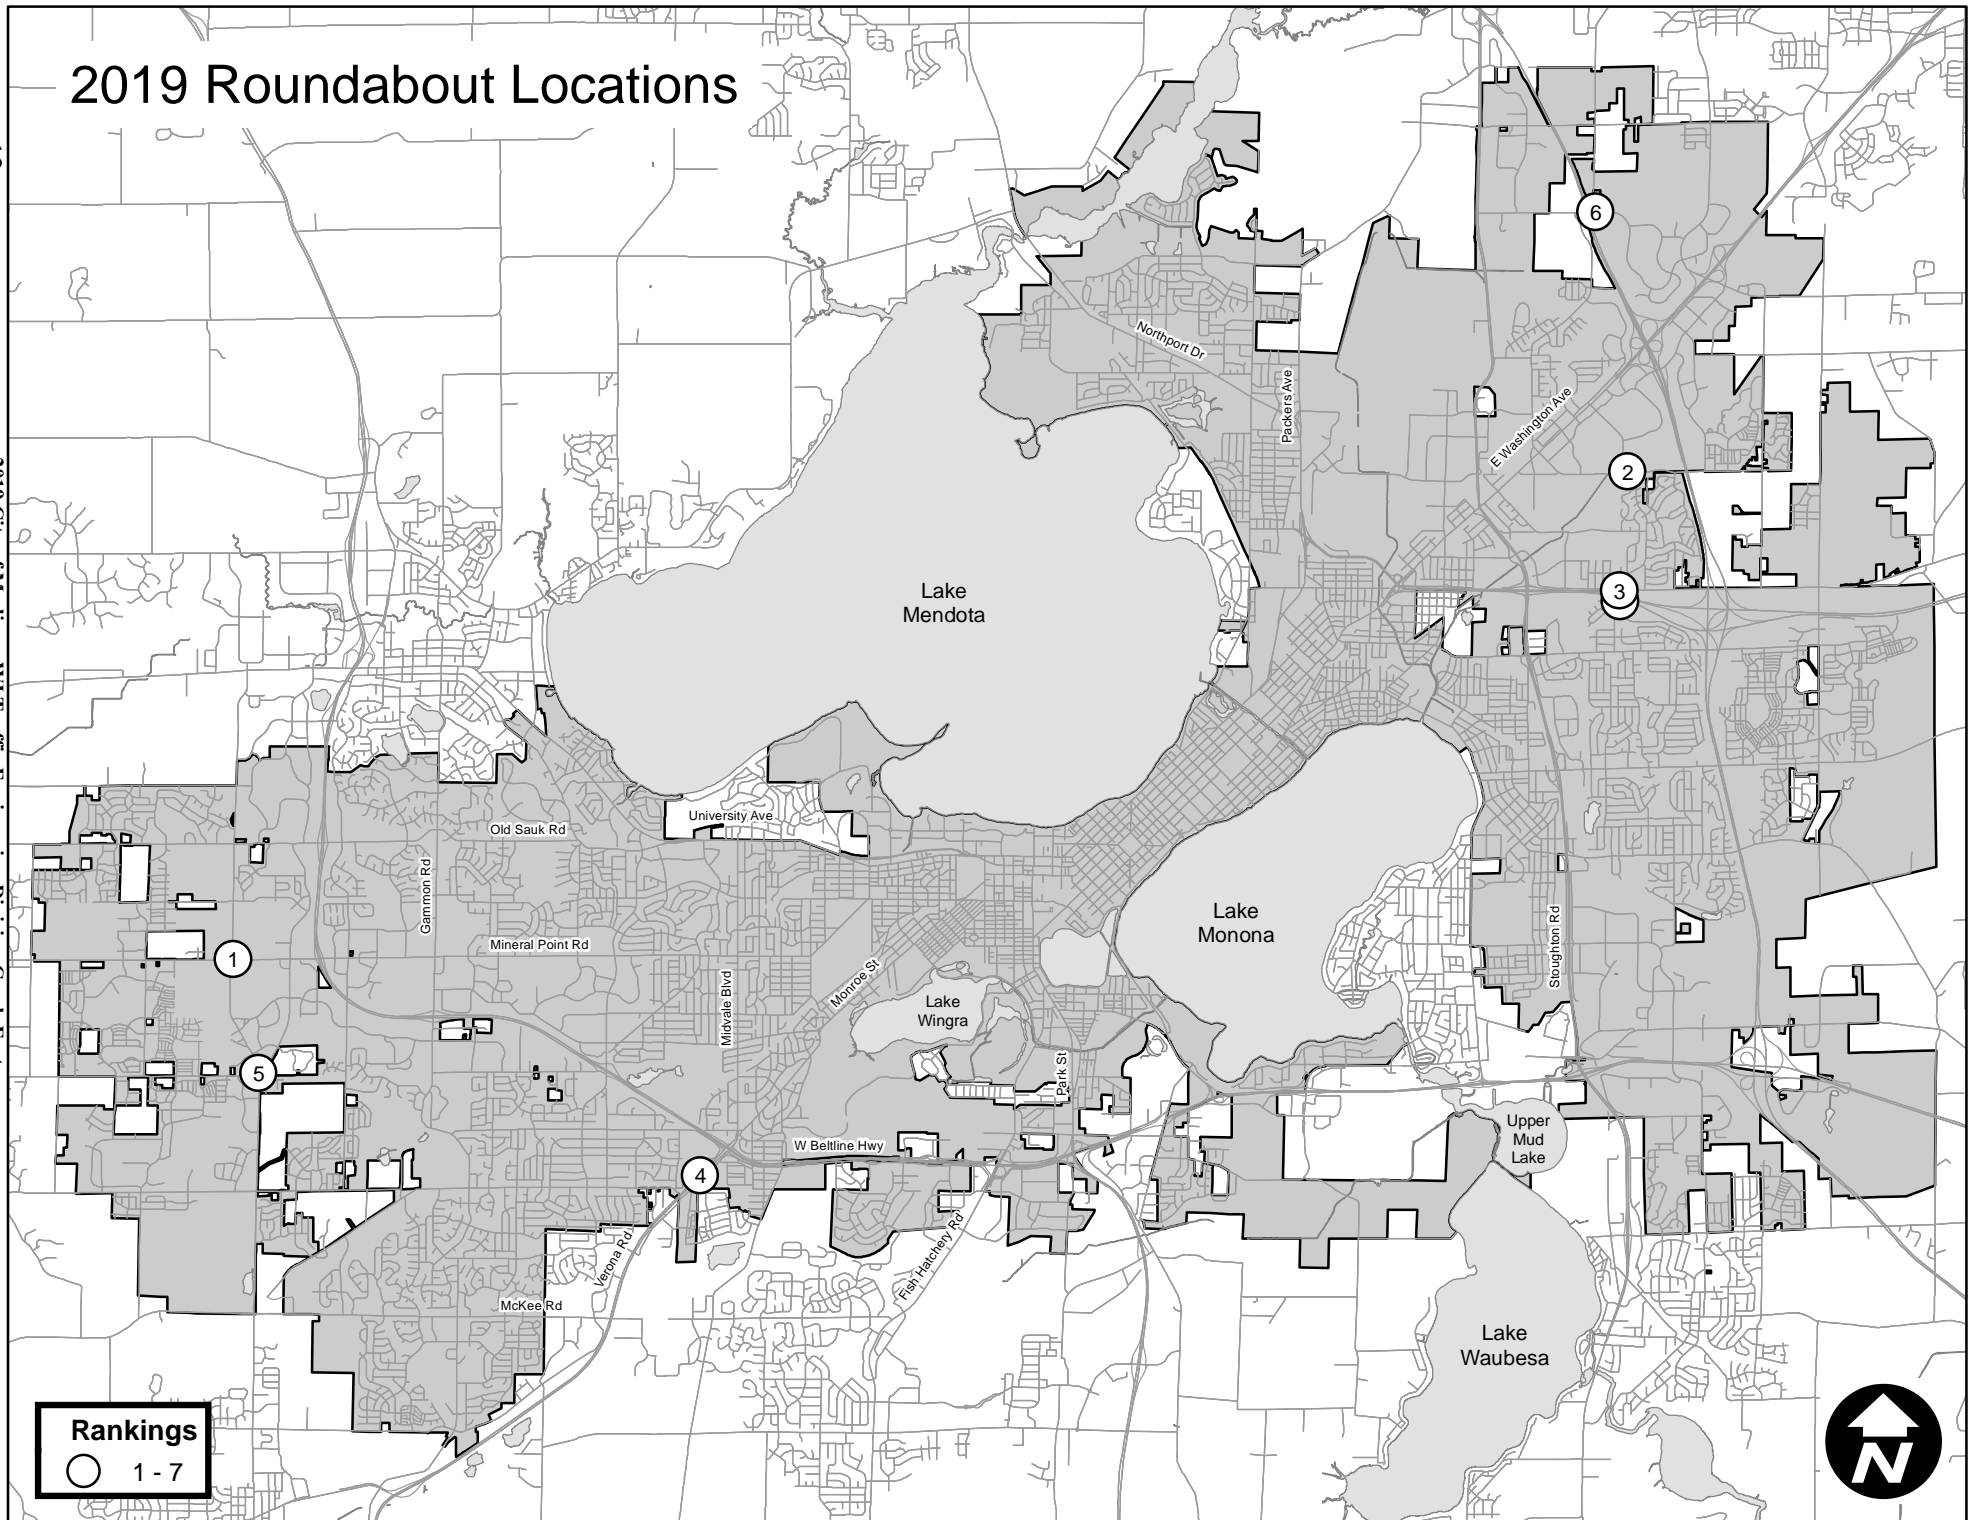 2019 Roundabout Locations
6
Northport Dr
Packers Ave
E Washington Ave
2
3
Lake
Mendota
University Ave
Old Sauk Rd
Gammon Rd
Mineral Point Rd
1
Lake
Monona
Stoughton Rd
Midvale Blvd
Monroe St
Lake
Wingra
Park St
5
Upper
Mud
Lake
W Beltline Hwy
4
Verona Rd
Fish Hatchery Rd
McKee Rd
Lake
Waubesa
Rankings
1 - 7
N